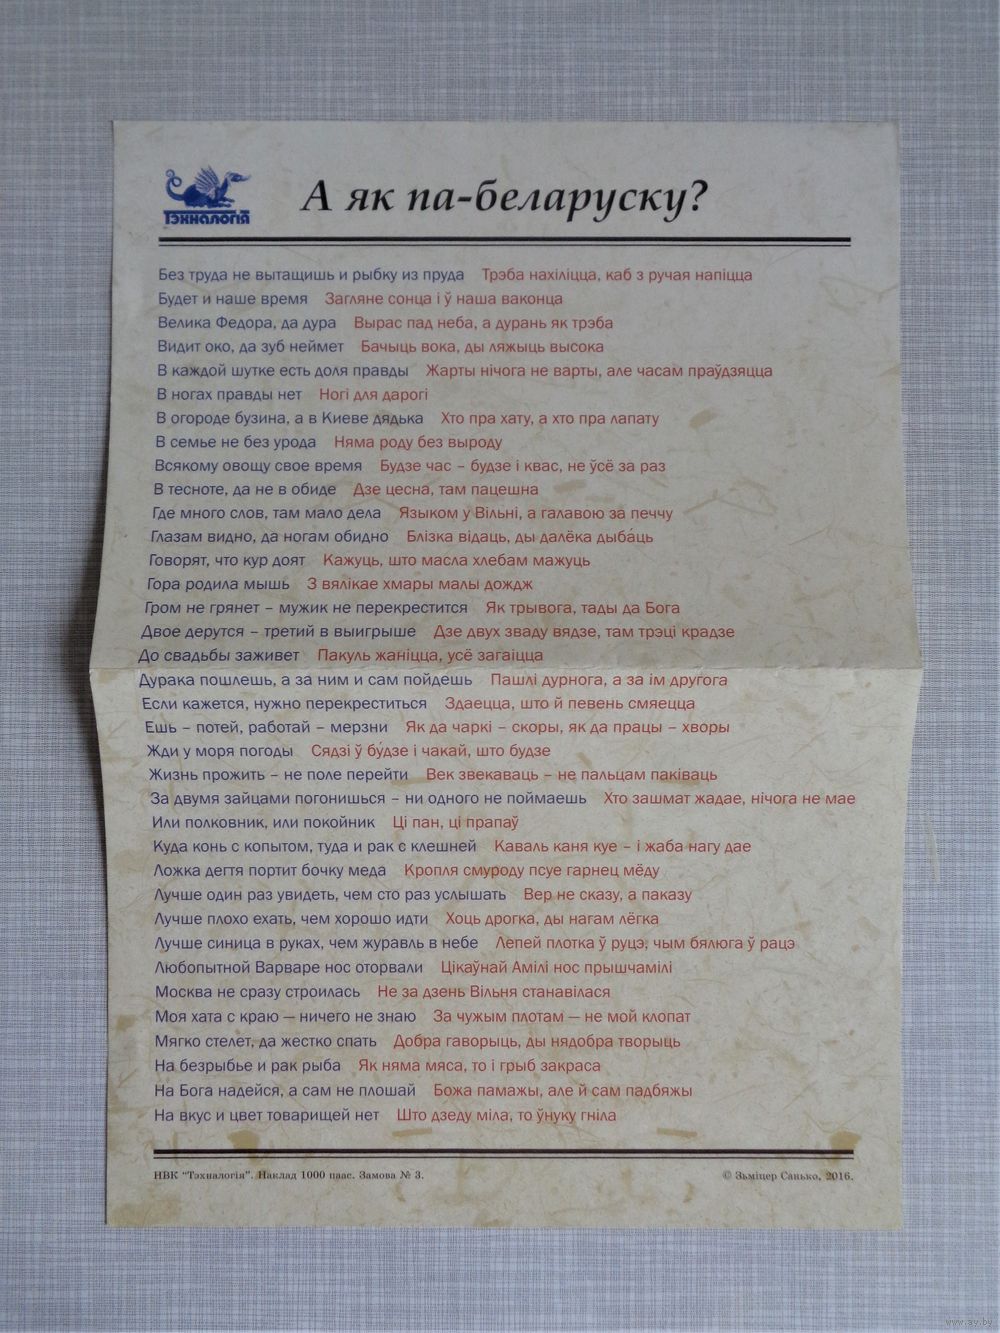 Тэхналогія
А як па-беларуску?
Без труда не вытащишь и рыбку из пруда Трэба нахіліцца, каб з ручая напіцца
Будет и наше время Загляне сонца і ў наша ваконца
Велика Федора, да дура Вырас пад неба, а дурань як трэба
Видит око, да зуб неймет Бачыць вока, ды ляжыць высока
В каждой шутке есть доля правды Жарты нічога не варты, але часам праўдзяцца
В ногах правды нет Ногі для дарогі
В огороде бузина, а в Киеве дядька Хто пра хату, а хто пра лапату
В семье не без урода Няма роду без выроду
Всякому овощу свое время Будзе час – будзе і квас, не ўсё за раз
В тесноте, да не в обиде Дзе цесна, там пацешна
Где много слов, там мало дела Языком у Вільні, а галавою за печчу
Глазам видно, да ногам обидно Блізка відаць, ды далёка дыба́ць
Говорят, что кур доят Кажуць, што масла хлебам мажуць
Гора родила мышь З вялікае хмары малы дождж
Гром не грянет – мужик не перекрестится Як трывога, тады да Бога
Двое дерутся – третий в выигрыше Дзе двух зваду вядзе, там трэці крадзе
До свадьбы заживет Пакуль жаніцца, усё загаіцца
Дурака пошлешь, а за ним и сам пойдешь Пашлі дурнога, а за ім другога
Если кажется, нужно перекреститься Здаецца, што й певень смяецца
Ешь – потей, работай – мерзни Як да чаркі – скоры, як да працы – хворы
Жди у моря погоды Сядзі ў бу́дзе і чакай, што будзе
Жизнь прожить – не поле перейти Век звекаваць – не пальцам паківаць
За двумя зайцами погонишься – ни одного не поймаешь Хто зашмат жадае, нічога не мае
Или полковник, или покойник Ці пан, ці прапаў
Куда конь с копытом, туда и рак с клешней Каваль каня куе – і жаба нагу дае
Ложка дегтя портит бочку меда Кропля смуроду псуе гарнец мёду
Лучше один раз увидеть, чем сто раз услышать Вер не сказу, а паказу
Лучше плохо ехать, чем хорошо идти Хоць дрогка, ды нагам лёгка
Лучше синица в руках, чем журавль в небе Лепей плотка ў руцэ, чым бялюга ў рацэ
Любопытной Варваре нос оторвали Цікаўнай Амілі нос прышчамілі
Москва не сразу строилась Не за дзень Вільня станавілася
Моя хата с краю — ничего не знаю За чужым плотам — не мой клопат
Мягко стелет, да жестко спать Добра гаворыць, ды нядобра творыць
На безрыбье и рак рыба Як няма мяса, то і грыб закраса
На Бога надейся, а сам не плошай Божа памажы, але й сам падбяжы
На вкус и цвет товарищей нет Што дзеду міла, то ўнуку гніла
НВК “Тэхналогія”. Наклад 1000 паас. Замова № 3. © Зьміцер Санько, 2016.
www.ay.by